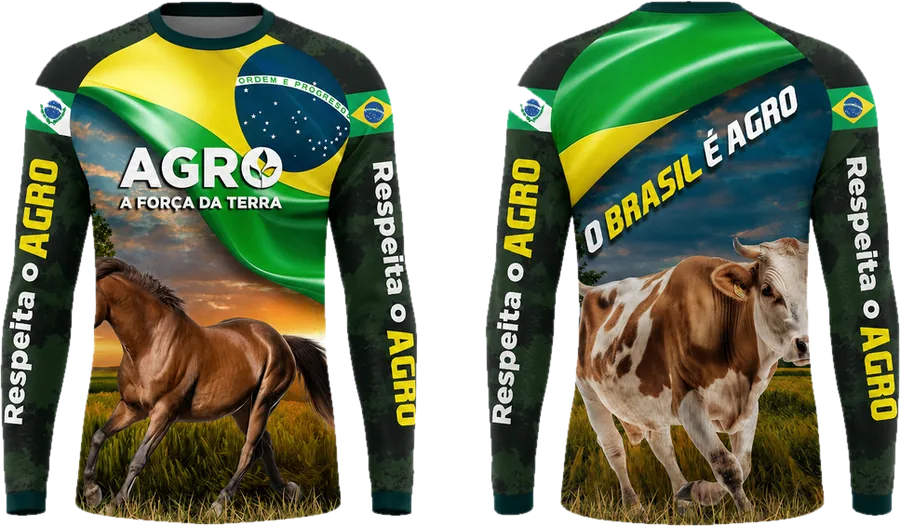 ORDEM E PROGRESSO
AGRO
A FORÇA DA TERRA
Respeita o AGRO
Respeita o AGRO
O BRASIL É AGRO
Respeita o AGRO
Respeita o AGRO